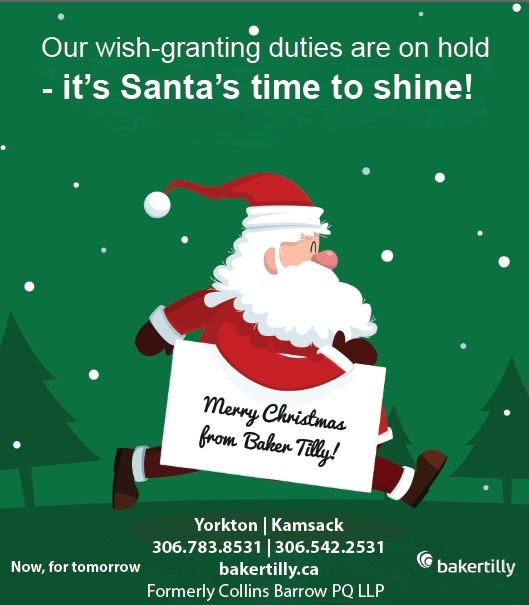 Our wish-granting duties are on hold
- it's Santa's time to shine!
Merry Christmas
from Baker Tilly!
Yorkton | Kamsack
306.783.8531 | 306.542.2531
Now, for tomorrow
bakertilly.ca
bakertilly
Formerly Collins Barrow PQ LLP